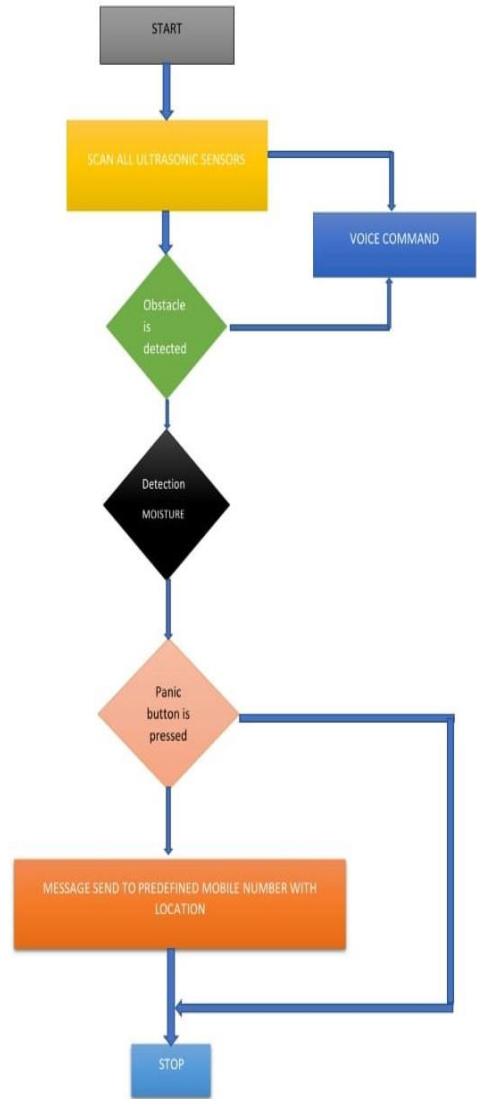 START
SCAN ALL ULTRASONIC SENSORS
VOICE COMMAND
Obstacle
is
detected
Detection
MOISTURE
Panic
button is
pressed
MESSAGE SEND TO PREDEFINED MOBILE NUMBER WITH
LOCATION
STOP